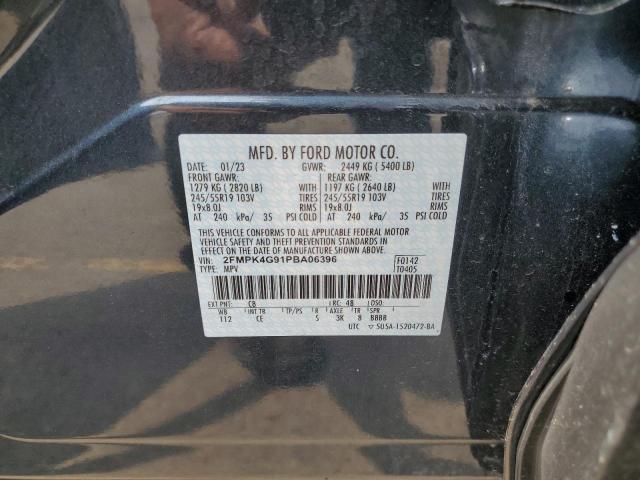 MFD. BY FORD MOTOR CO.
DATE: 01/23 GVWR: 2449 KG ( 5400 LB)
FRONT GAWR: REAR GAWR:
1279 KG ( 2820 LB) WITH 1197 KG ( 2640 LB) WITH
245/55R19 103V TIRES 245/55R19 103V TIRES
19x8.0J RIMS 19x8.0J RIMS
AT 240 kPa/ 35 PSI COLD AT 240 kPa/ 35 PSI COLD
THIS VEHICLE CONFORMS TO ALL APPLICABLE FEDERAL MOTOR
VEHICLE SAFETY AND THEFT PREVENTION STANDARDS IN
EFFECT ON THE DATE OF MANUFACTURE SHOWN ABOVE.
VIN: 2FMPK4G91PBA06396 F0142
TYPE: MPV T0405
EXT PNT: CB RC: 48 DSO:
WB INT TR TP/PS R AXLE TR SPR
112 CE S 3K 8 BBBB
UTC ▽ SUSA-1520472-BA